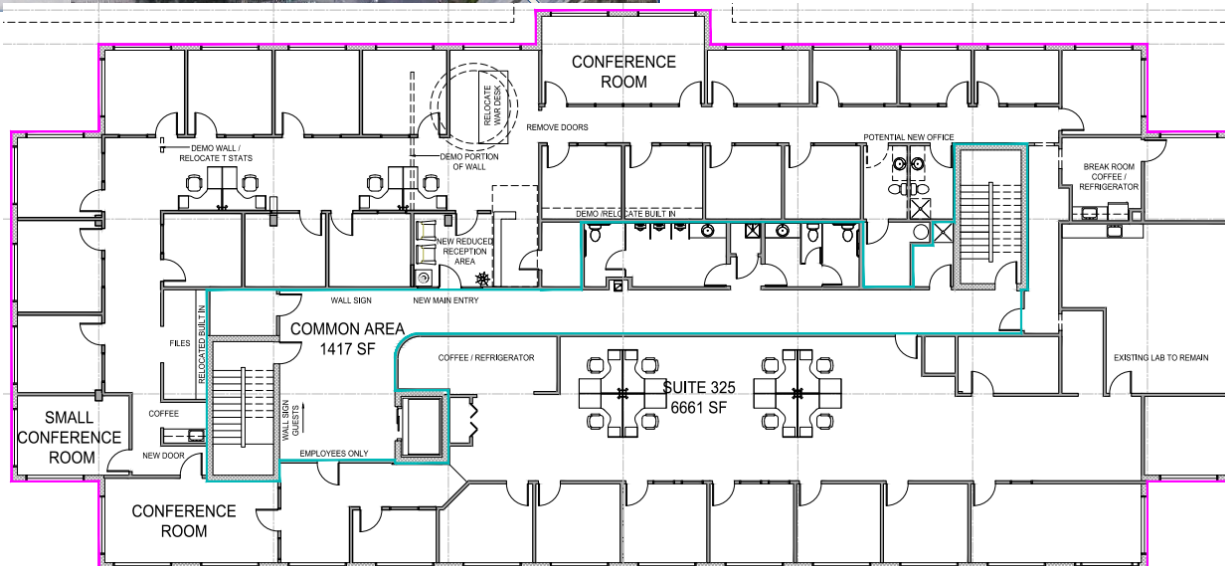 CONFERENCE
ROOM
RELOCATE
WAR DESK
REMOVE DOORS
POTENTIAL NEW OFFICE
DEMO WALL /
RELOCATE T STATS
DEMO PORTION
OF WALL
BREAK ROOM
COFFEE /
REFRIGERATOR
DEMO /RELOCATE BUILT IN
NEW REDUCED
RECEPTION
AREA
WALL SIGN
NEW MAIN ENTRY
COMMON AREA
1417 SF
FILES
RELOCATED BUILT IN
COFFEE / REFRIGERATOR
EXISTING LAB TO REMAIN
SUITE 325
6661 SF
SMALL
CONFERENCE
ROOM
COFFEE
WALL SIGN
GUESTS
NEW DOOR
EMPLOYEES ONLY
CONFERENCE
ROOM